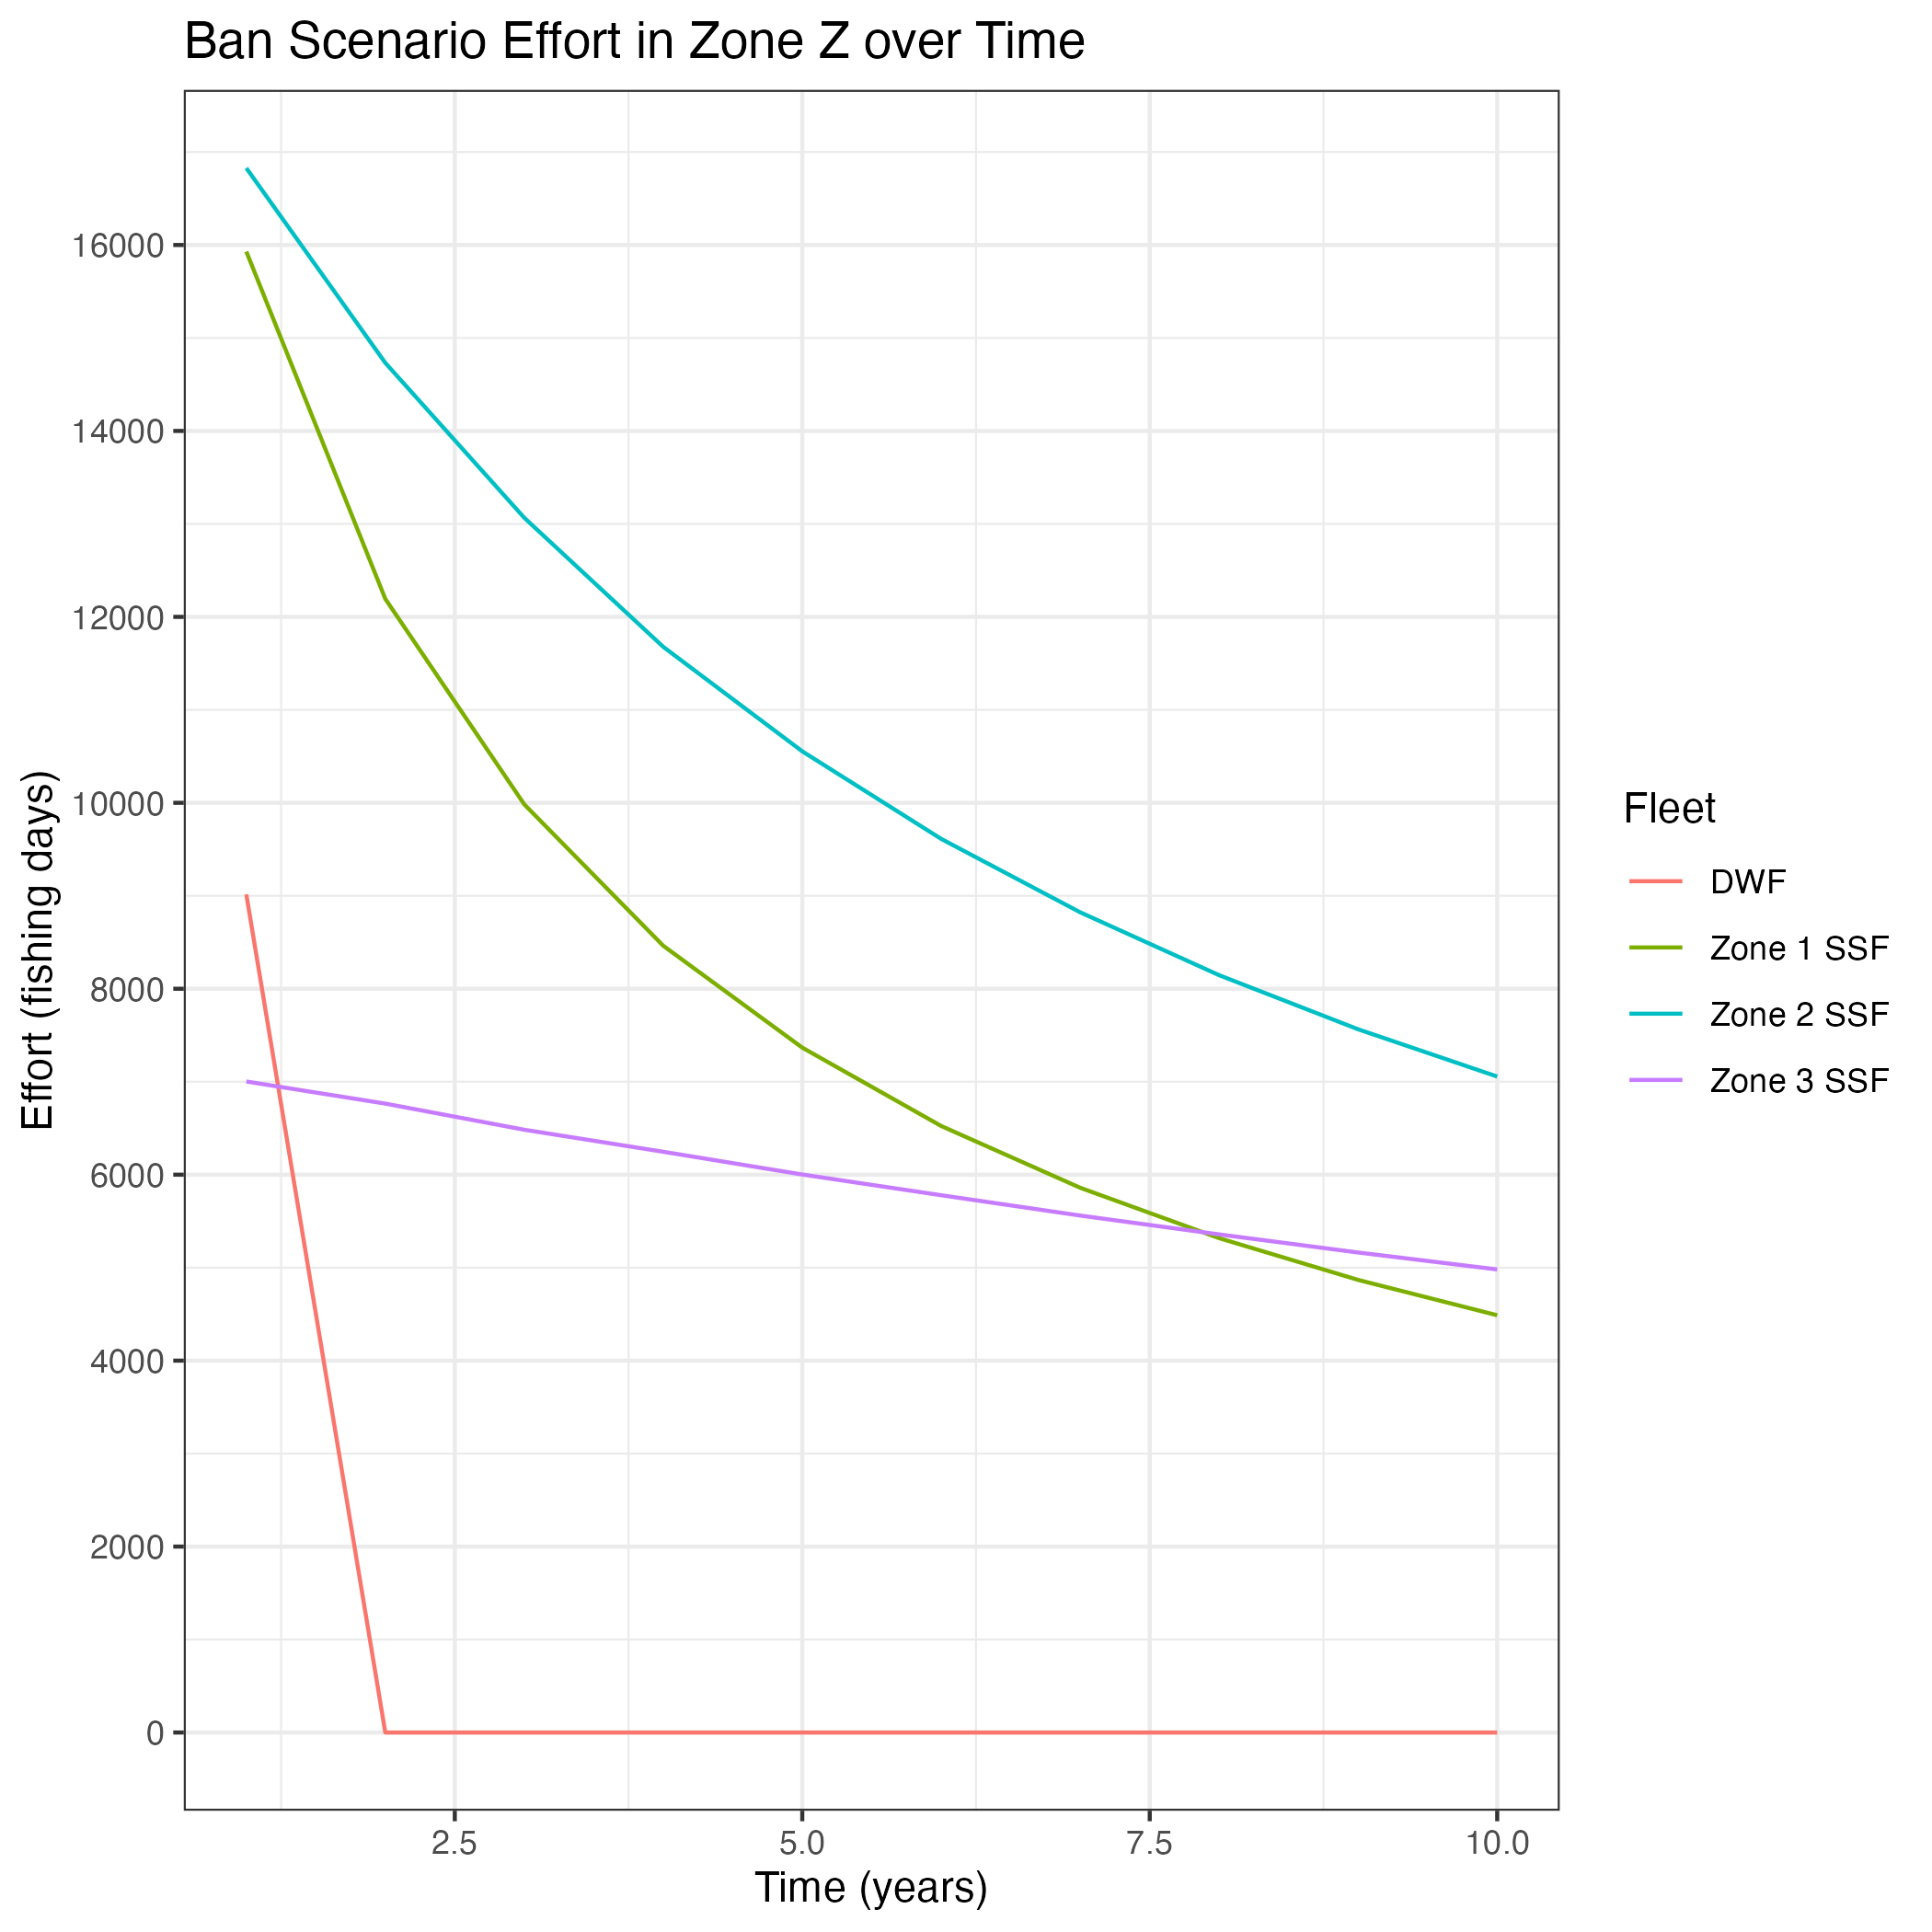 Ban Scenario Effort in Zone Z over Time
Effort (fishing days)
16000
14000
12000
10000
8000
6000
4000
2000
0
2.5 5.0 7.5 10.0
Time (years)
Fleet
DWF
Zone 1 SSF
Zone 2 SSF
Zone 3 SSF